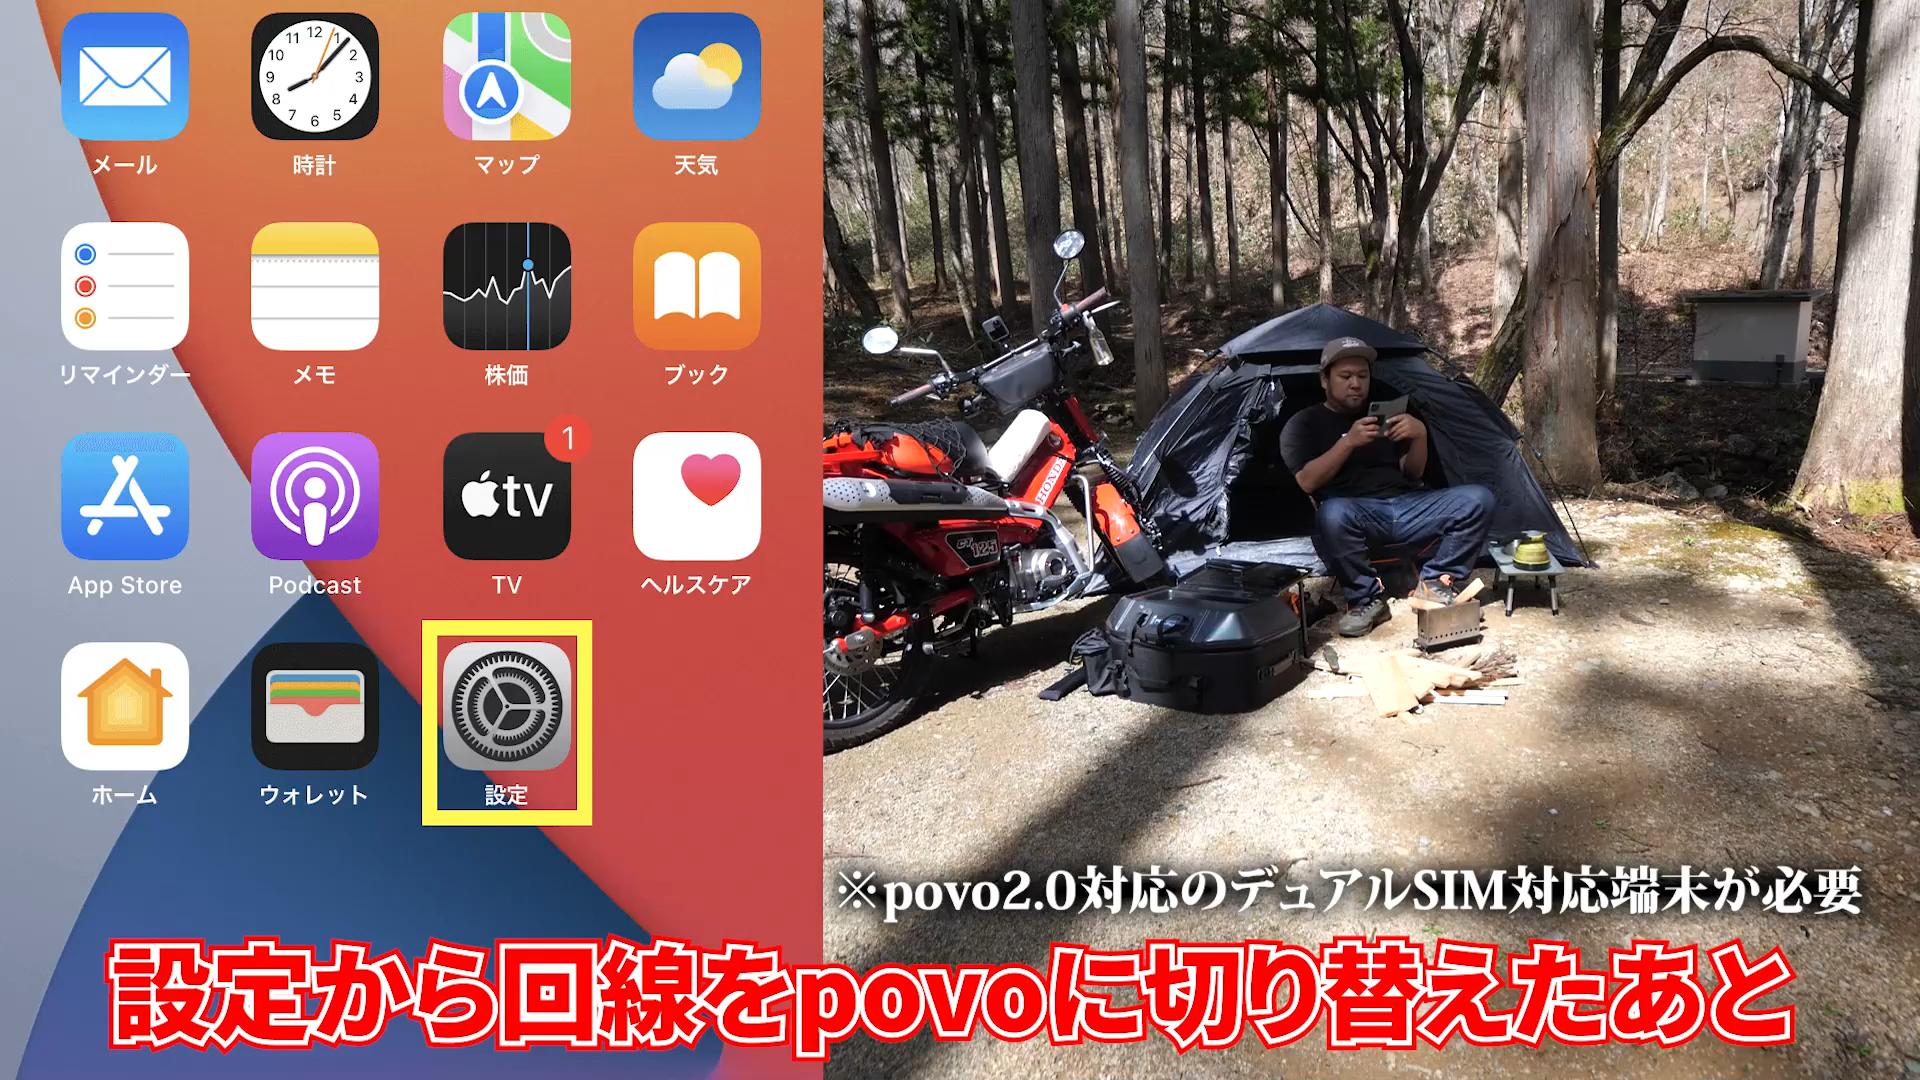 メール 時計 マップ 天気
リマインダー メモ 株価 ブック
1
tv
App Store Podcast TV ヘルスケア
ホーム ウォレット 設定
HONDA
CT125
※povo2.0対応のデュアルSIM対応端末が必要
設定から回線をpovoに切り替えたあと